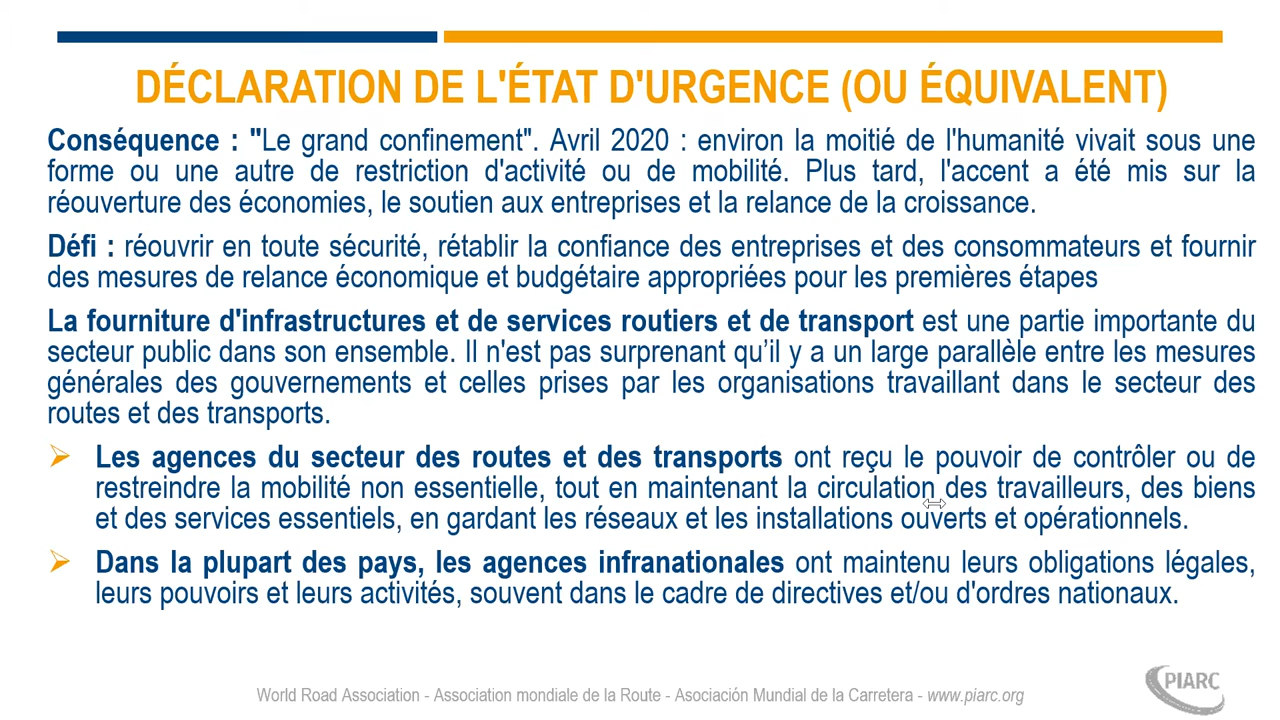 DÉCLARATION DE L'ÉTAT D'URGENCE (OU ÉQUIVALENT)
Conséquence : "Le grand confinement". Avril 2020 : environ la moitié de l'humanité vivait sous une
forme ou une autre de restriction d'activité ou de mobilité. Plus tard, l'accent a été mis sur la
réouverture des économies, le soutien aux entreprises et la relance de la croissance.
Défi : réouvrir en toute sécurité, rétablir la confiance des entreprises et des consommateurs et fournir
des mesures de relance économique et budgétaire appropriées pour les premières étapes
La fourniture d'infrastructures et de services routiers et de transport est une partie importante du
secteur public dans son ensemble. Il n'est pas surprenant qu’il y a un large parallèle entre les mesures
générales des gouvernements et celles prises par les organisations travaillant dans le secteur des
routes et des transports.
Les agences du secteur des routes et des transports ont reçu le pouvoir de contrôler ou de
restreindre la mobilité non essentielle, tout en maintenant la circulation des travailleurs, des biens
et des services essentiels, en gardant les réseaux et les installations ouverts et opérationnels.
Dans la plupart des pays, les agences infranationales ont maintenu leurs obligations légales,
leurs pouvoirs et leurs activités, souvent dans le cadre de directives et/ou d'ordres nationaux.
World Road Association - Association mondiale de la Route - Asociación Mundial de la Carretera - www.piarc.org
PIARC